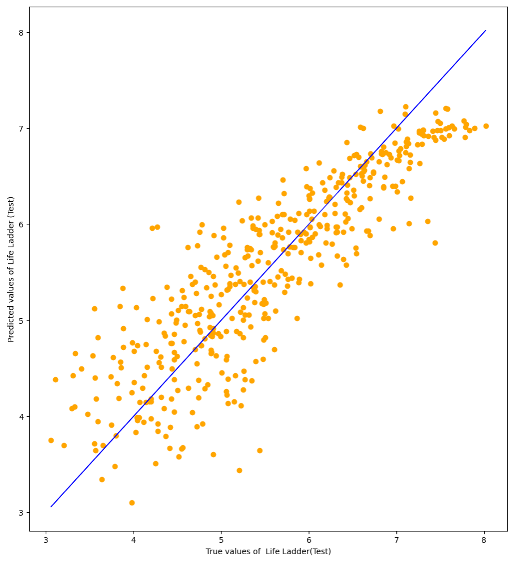 8
7
6
5
4
3
Predicted values of Life Ladder (Test)
3 4 5 6 7 8
True values of  Life Ladder(Test)